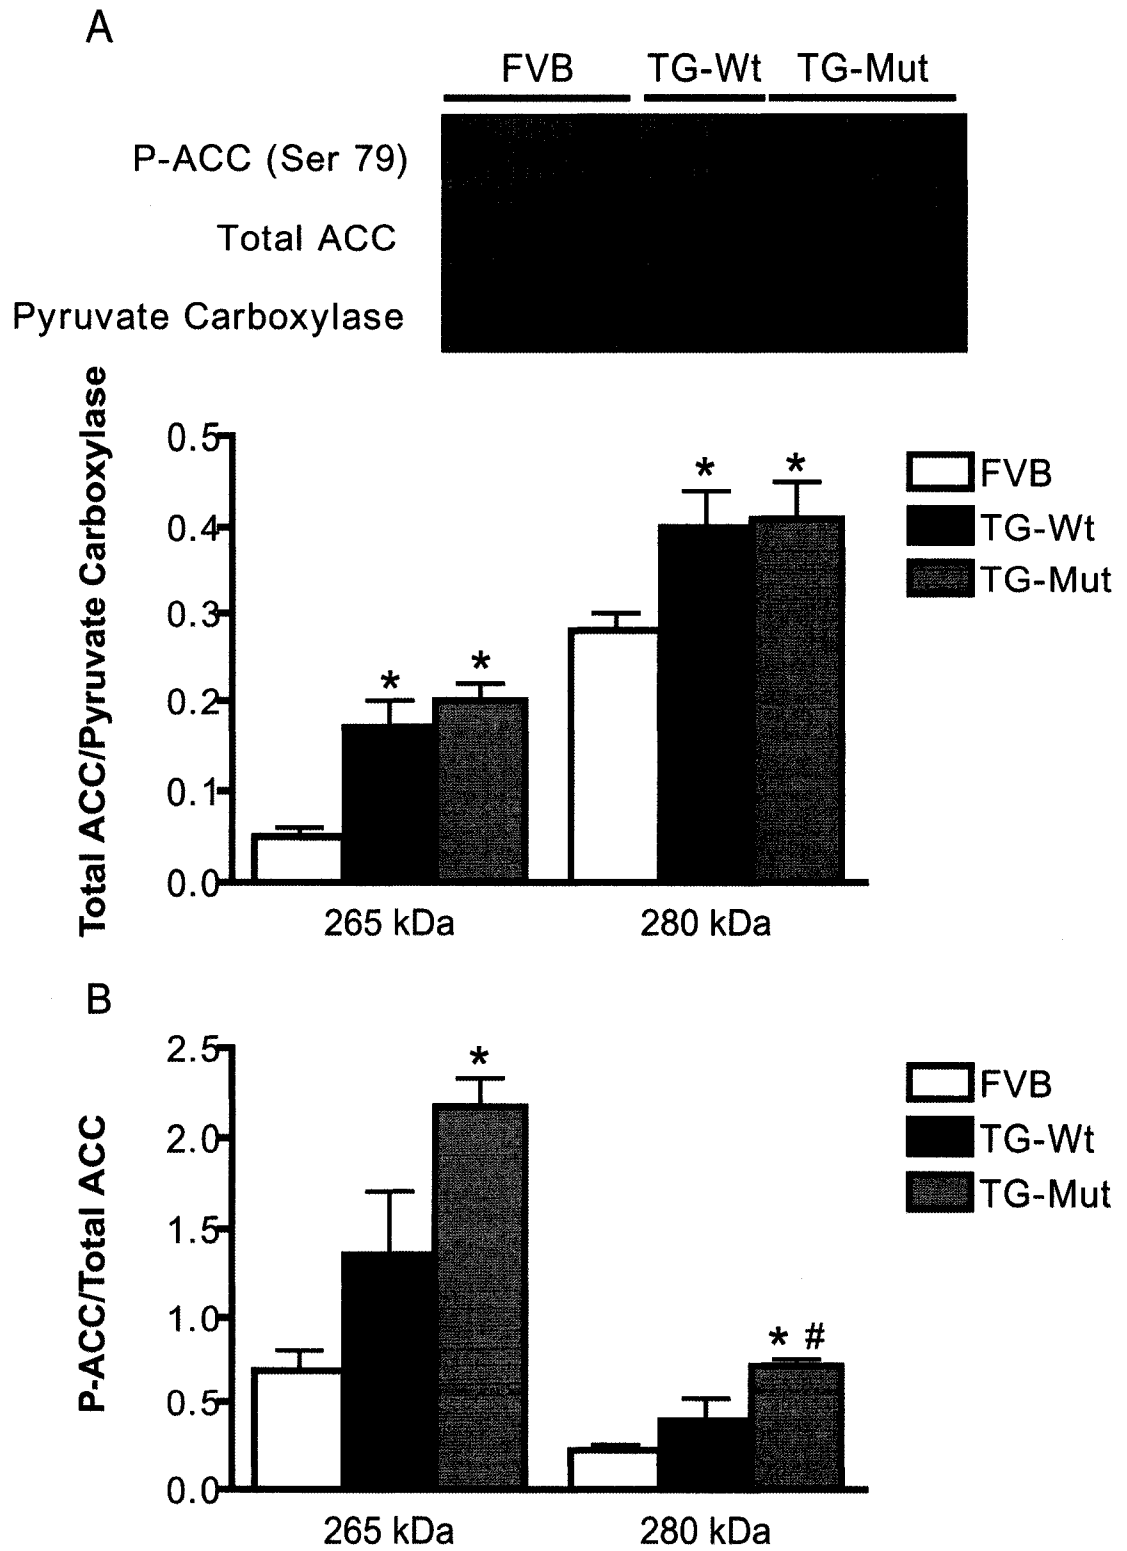 A
FVB TG-Wt TG-Mut
P-ACC (Ser 79)
Total ACC
Pyruvate Carboxylase
Total ACC/Pyruvate Carboxylase
0.5
0.4
0.3
0.2
0.1
0.0
* * * *
265 kDa 280 kDa
FVB
TG-Wt
TG-Mut
B
P-ACC/Total ACC
2.5
2.0
1.5
1.0
0.5
0.0
* * #
265 kDa 280 kDa
FVB
TG-Wt
TG-Mut